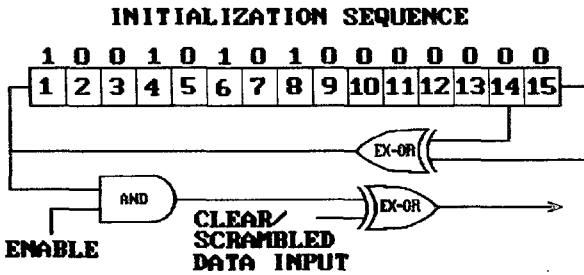 INITIALIZATION SEQUENCE
1 0 0 1 0 1 0 1 0 0 0 0 0 0 0
1 2 3 4 5 6 7 8 9 10 11 12 13 14 15
EX-OR
AND
EX-OR
ENABLE
CLEAR/
SCRAMBLED
DATA INPUT